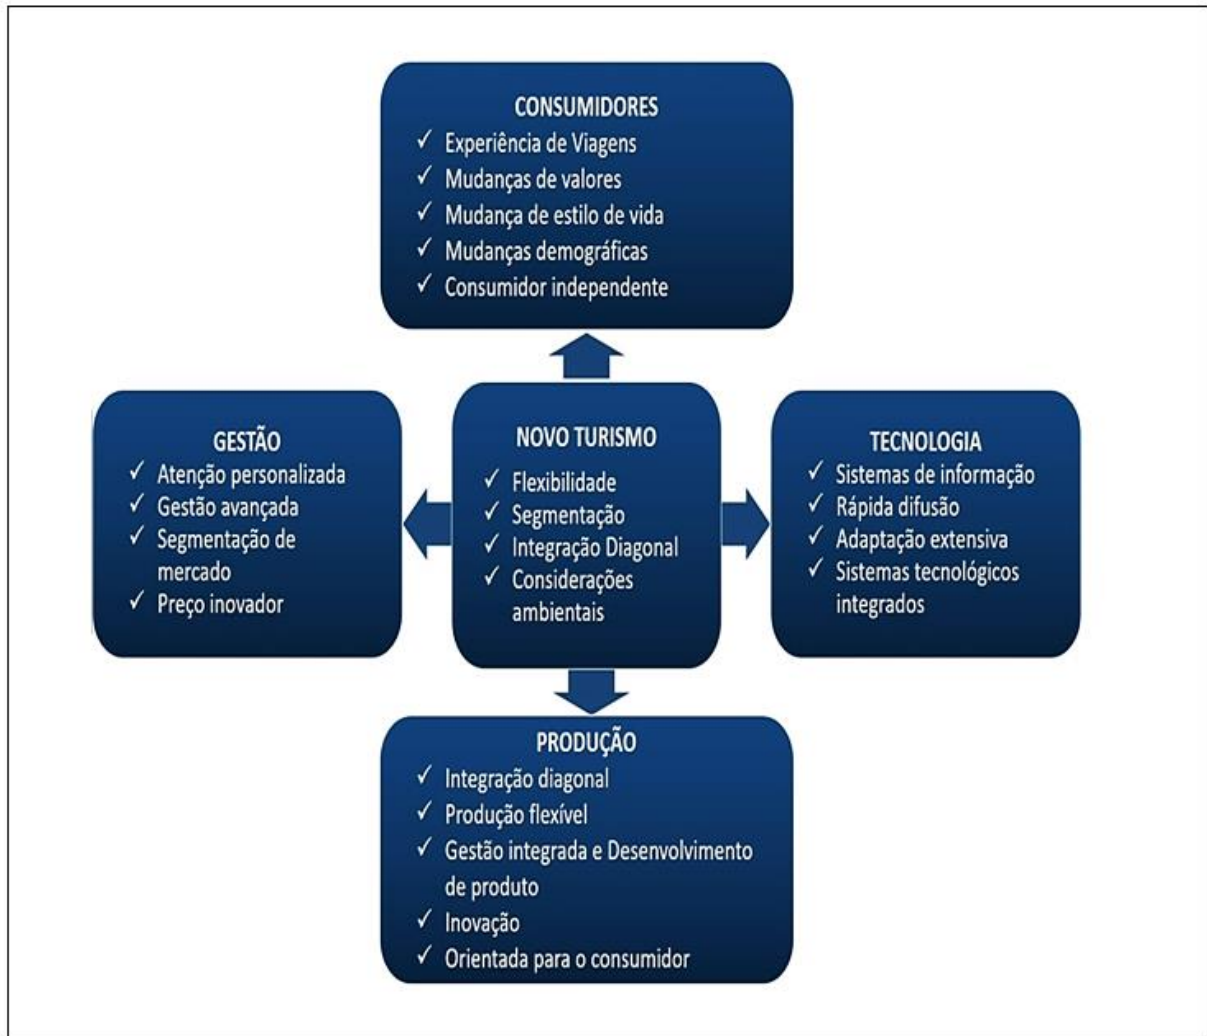 CONSUMIDORES
✓ Experiência de Viagens
✓ Mudanças de valores
✓ Mudança de estilo de vida
✓ Mudanças demográficas
✓ Consumidor independente
GESTÃO
✓ Atenção personalizada
✓ Gestão avançada
✓ Segmentação de
mercado
✓ Preço inovador
NOVO TURISMO
✓ Flexibilidade
✓ Segmentação
✓ Integração Diagonal
✓ Considerações
ambientais
TECNOLOGIA
✓ Sistemas de informação
✓ Rápida difusão
✓ Adaptação extensiva
✓ Sistemas tecnológicos
integrados
PRODUÇÃO
✓ Integração diagonal
✓ Produção flexível
✓ Gestão integrada e Desenvolvimento
de produto
✓ Inovação
✓ Orientada para o consumidor